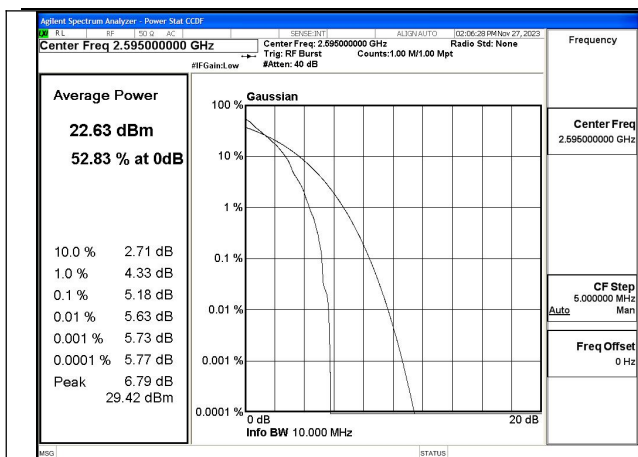 Agilent Spectrum Analyzer - Power Stat CCDF
RL RF 50 Ω AC SENSE:INT ALIGN AUTO 02:06:28 PM Nov 27, 2023
Center Freq 2.595000000 GHz
Center Freq: 2.595000000 GHz Radio Std: None
Trig: RF Burst Counts:1.00 M/1.00 Mpt
#IFGain:Low #Atten: 40 dB
Frequency
Average Power
22.63 dBm
52.83 % at 0dB
10.0 % 2.71 dB
1.0 % 4.33 dB
0.1 % 5.18 dB
0.01 % 5.63 dB
0.001 % 5.73 dB
0.0001 % 5.77 dB
Peak 6.79 dB
29.42 dBm
Gaussian
100 %
10 %
1 %
0.1 %
0.01 %
0.001 %
0.0001 %
0 dB 20 dB
Info BW 10.000 MHz
Center Freq
2.595000000 GHz
CF Step
5.000000 MHz
Auto Man
Freq Offset
0 Hz
MSG STATUS